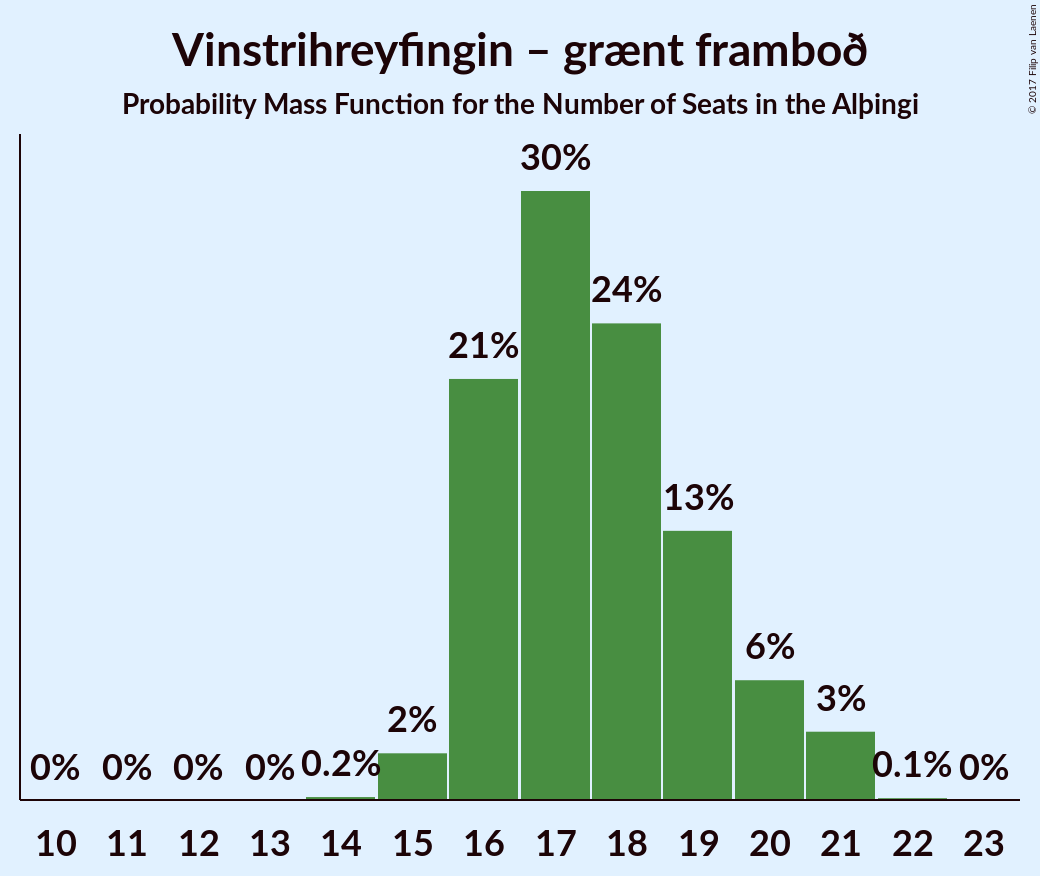 Vinstrihreyfingin – grænt framboð
Probability Mass Function for the Number of Seats in the Alþingi
© 2017 Filip van Laenen
30%
24%
21%
13%
6%
3%
2%
0% 0% 0% 0% 0.2% 0.1% 0%
10 11 12 13 14 15 16 17 18 19 20 21 22 23